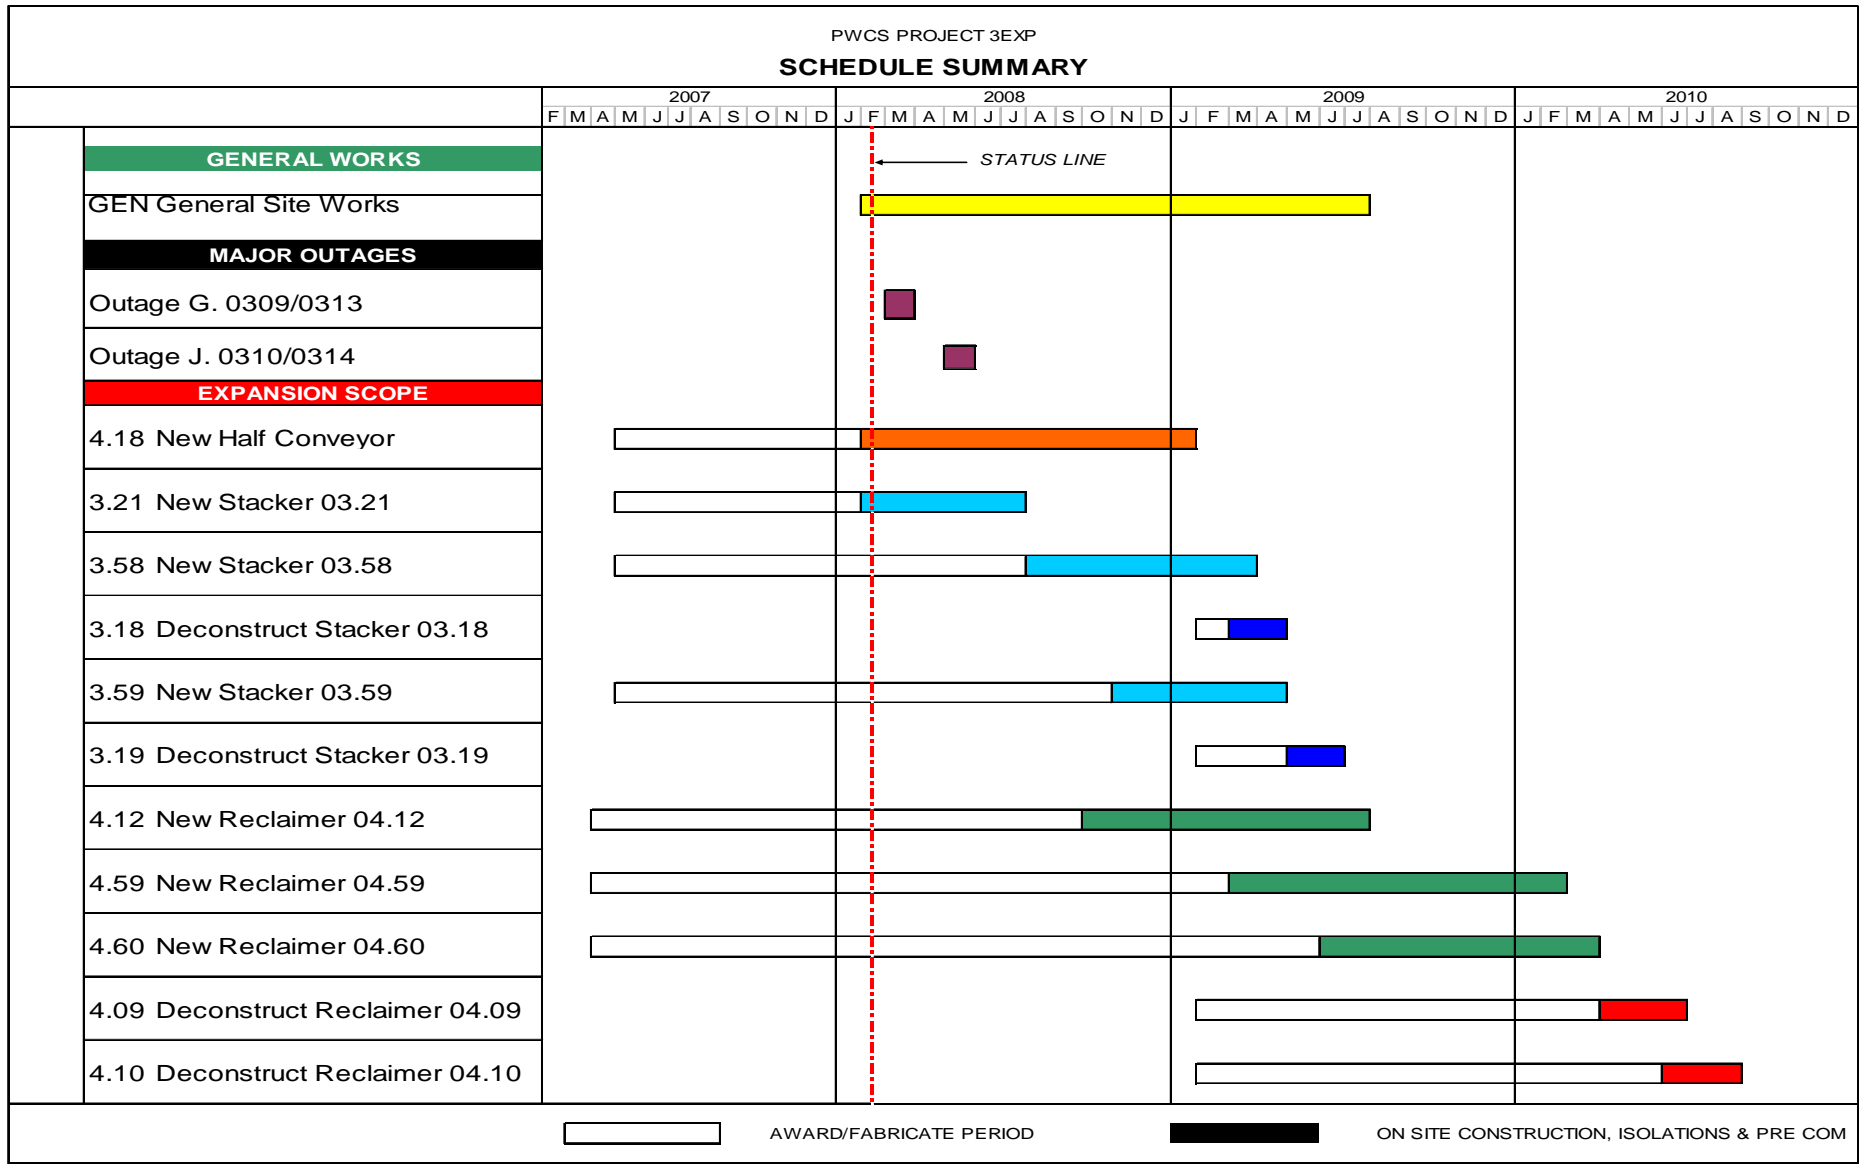 PWCS PROJECT 3EXP
SCHEDULE SUMMARY
2007 2008 2009 2010
F M A M J J A S O N D J F M A M J J A S O N D J F M A M J J A S O N D J F M A M J J A S O N D
GENERAL WORKS
STATUS LINE
GEN General Site Works
MAJOR OUTAGES
Outage G. 0309/0313
Outage J. 0310/0314
EXPANSION SCOPE
4.18 New Half Conveyor
3.21 New Stacker 03.21
3.58 New Stacker 03.58
3.18 Deconstruct Stacker 03.18
3.59 New Stacker 03.59
3.19 Deconstruct Stacker 03.19
4.12 New Reclaimer 04.12
4.59 New Reclaimer 04.59
4.60 New Reclaimer 04.60
4.09 Deconstruct Reclaimer 04.09
4.10 Deconstruct Reclaimer 04.10
AWARD/FABRICATE PERIOD
ON SITE CONSTRUCTION, ISOLATIONS & PRE COM